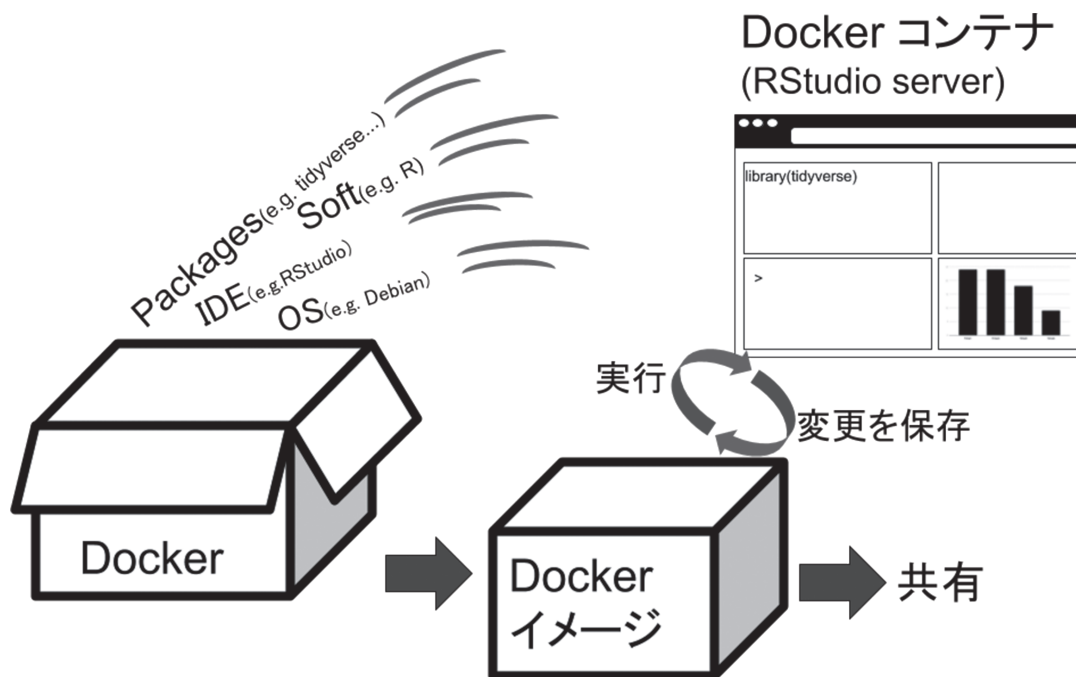 Docker コンテナ
(RStudio server)
Packages(e.g. tidyverse...)
Soft(e.g. R)
IDE(e.g.RStudio)
OS(e.g. Debian)
library(tidyverse)
>
実行
変更を保存
Docker
Docker
イメージ
共有